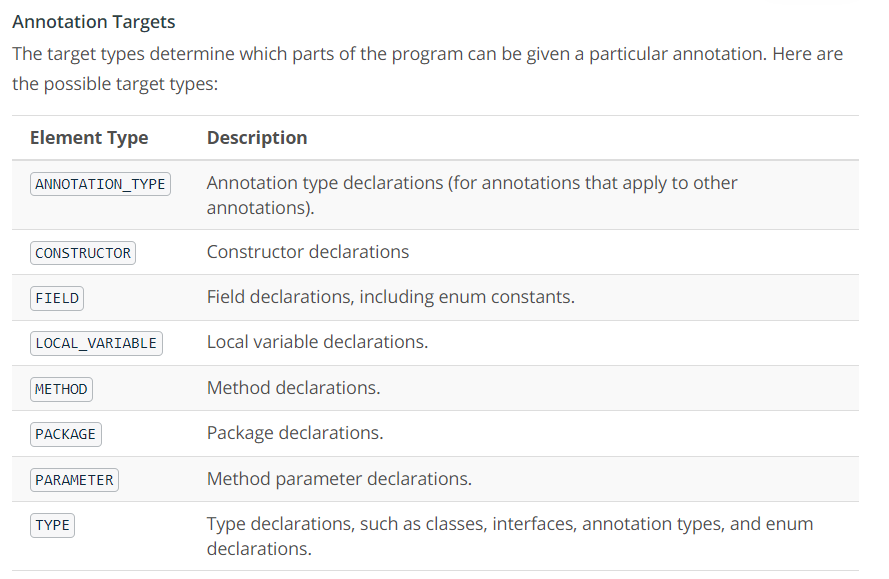 Annotation Targets
The target types determine which parts of the program can be given a particular annotation. Here are
the possible target types:
Element Type Description
ANNOTATION_TYPE Annotation type declarations (for annotations that apply to other
annotations).
CONSTRUCTOR Constructor declarations
FIELD Field declarations, including enum constants.
LOCAL_VARIABLE Local variable declarations.
METHOD Method declarations.
PACKAGE Package declarations.
PARAMETER Method parameter declarations.
TYPE Type declarations, such as classes, interfaces, annotation types, and enum
declarations.